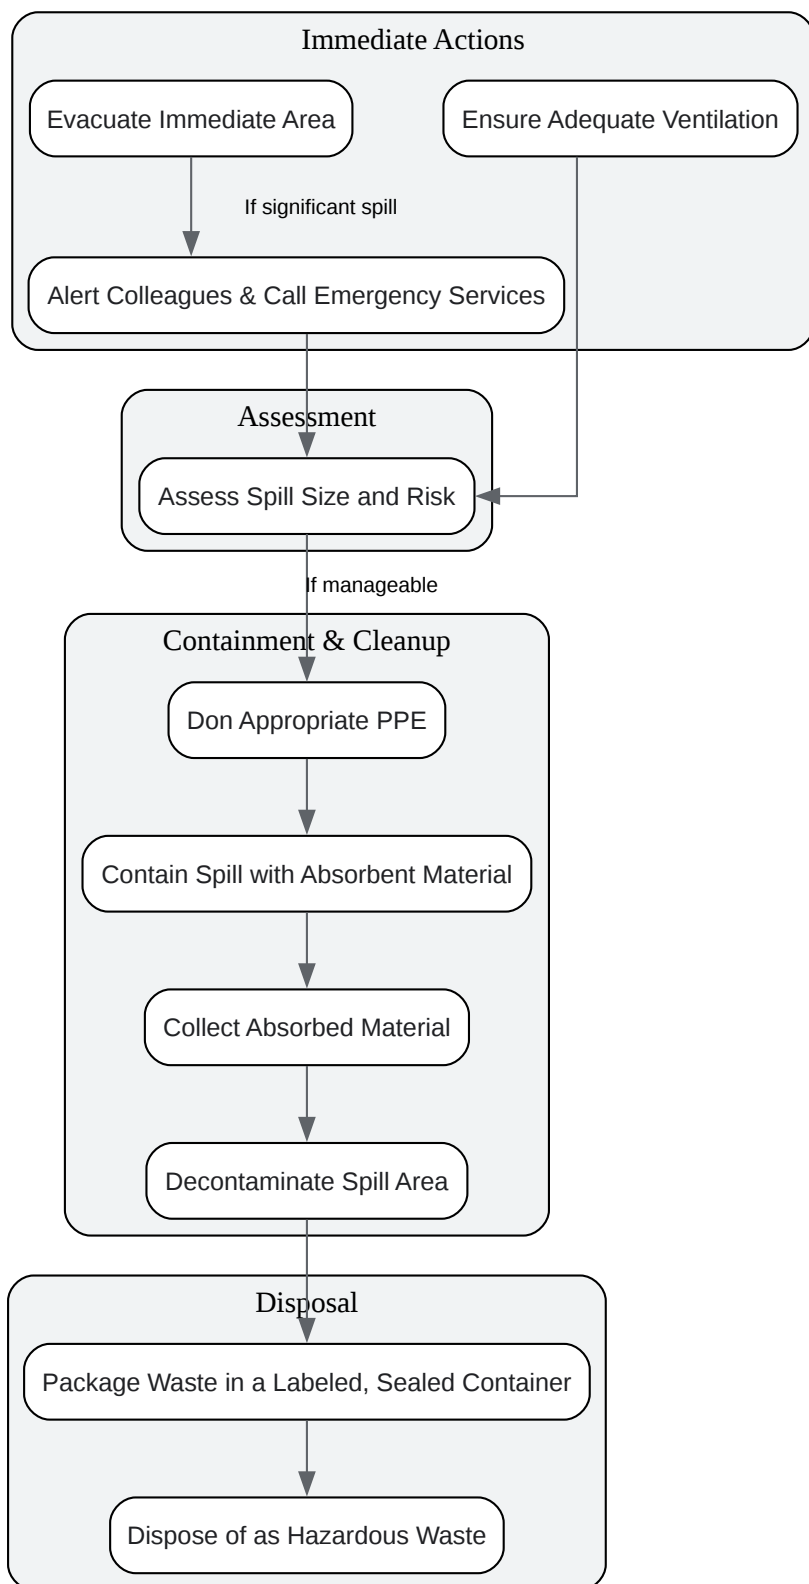 Immediate Actions
Evacuate Immediate Area
Ensure Adequate Ventilation
If significant spill
Alert Colleagues & Call Emergency Services
Assessment
Assess Spill Size and Risk
If manageable
Containment & Cleanup
Don Appropriate PPE
Contain Spill with Absorbent Material
Collect Absorbed Material
Decontaminate Spill Area
Disposal
Package Waste in a Labeled, Sealed Container
Dispose of as Hazardous Waste